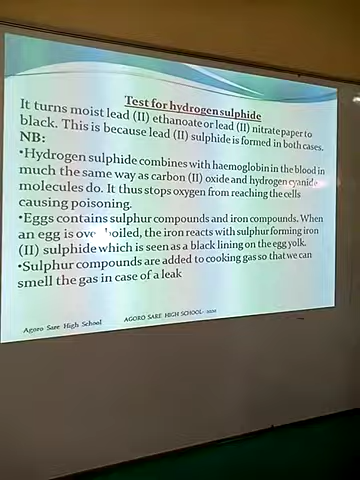 Test for hydrogen sulphide
It turns moist lead (II) ethanoate or lead (II) nitrate paper to
black. This is because lead (II) sulphide is formed in both cases.
NB:
•Hydrogen sulphide combines with haemoglobin in the blood in
much the same way as carbon (II) oxide and hydrogen cyanide
molecules do. It thus stops oxygen from reaching the cells
causing poisoning.
•Eggs contains sulphur compounds and iron compounds. When
an egg is over boiled, the iron reacts with sulphur forming iron
(II) sulphide which is seen as a black lining on the egg yolk.
•Sulphur compounds are added to cooking gas so that we can
smell the gas in case of a leak
Agoro Sare High School AGORO SARE HIGH SCHOOL-